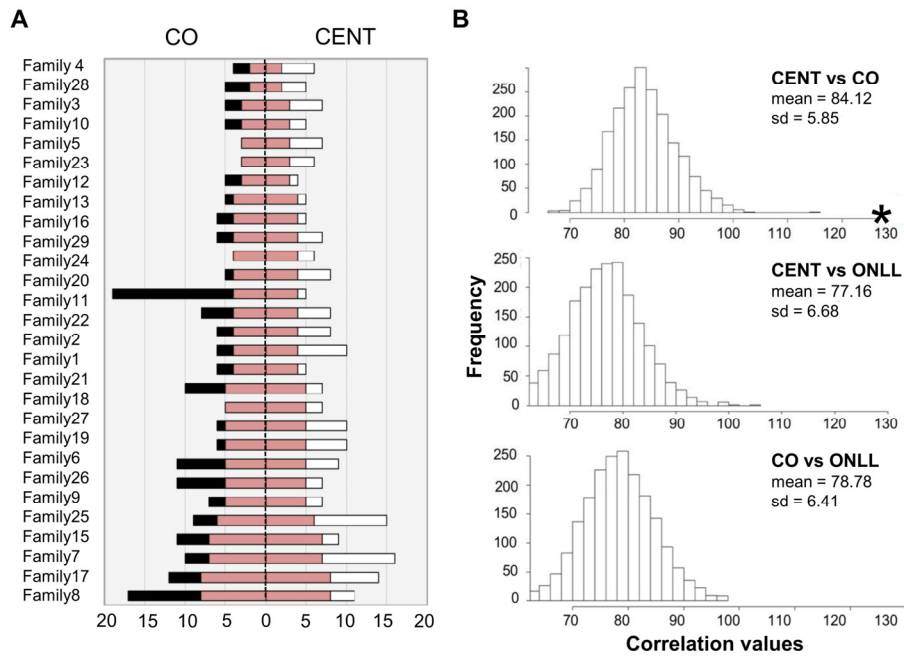 A
CO CENT
Family 4
Family28
Family3
Family10
Family5
Family23
Family12
Family13
Family16
Family29
Family24
Family20
Family11
Family22
Family2
Family1
Family21
Family18
Family27
Family19
Family6
Family26
Family9
Family25
Family15
Family7
Family17
Family8
20 15 10 5 0 5 10 15 20
B
Frequency
250
200
150
100
50
0
CENT vs CO
mean = 84.12
sd = 5.85
*
70 80 90 100 110 120 130
250
200
150
100
50
0
CENT vs ONLL
mean = 77.16
sd = 6.68
70 80 90 100 110 120 130
250
200
150
100
50
0
CO vs ONLL
mean = 78.78
sd = 6.41
70 80 90 100 110 120 130
Correlation values